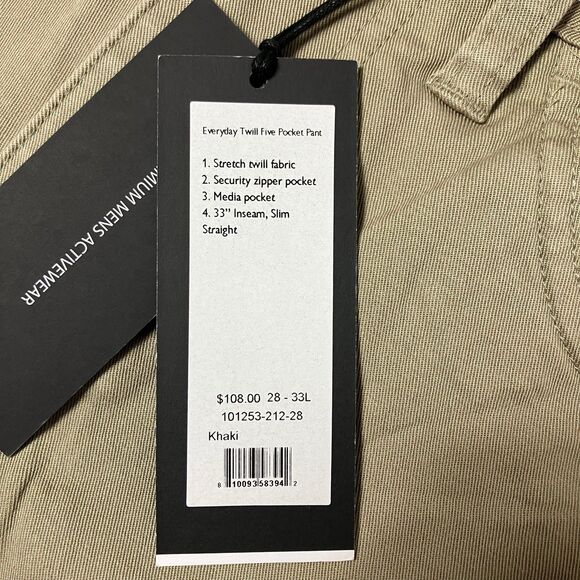 MIUM MENS ACTIVEWEAR
Everyday Twill Five Pocket Pant
1. Stretch twill fabric
2. Security zipper pocket
3. Media pocket
4. 33” Inseam, Slim
Straight
$108.00 28 - 33L
101253-212-28
Khaki
8 10093 58394 2